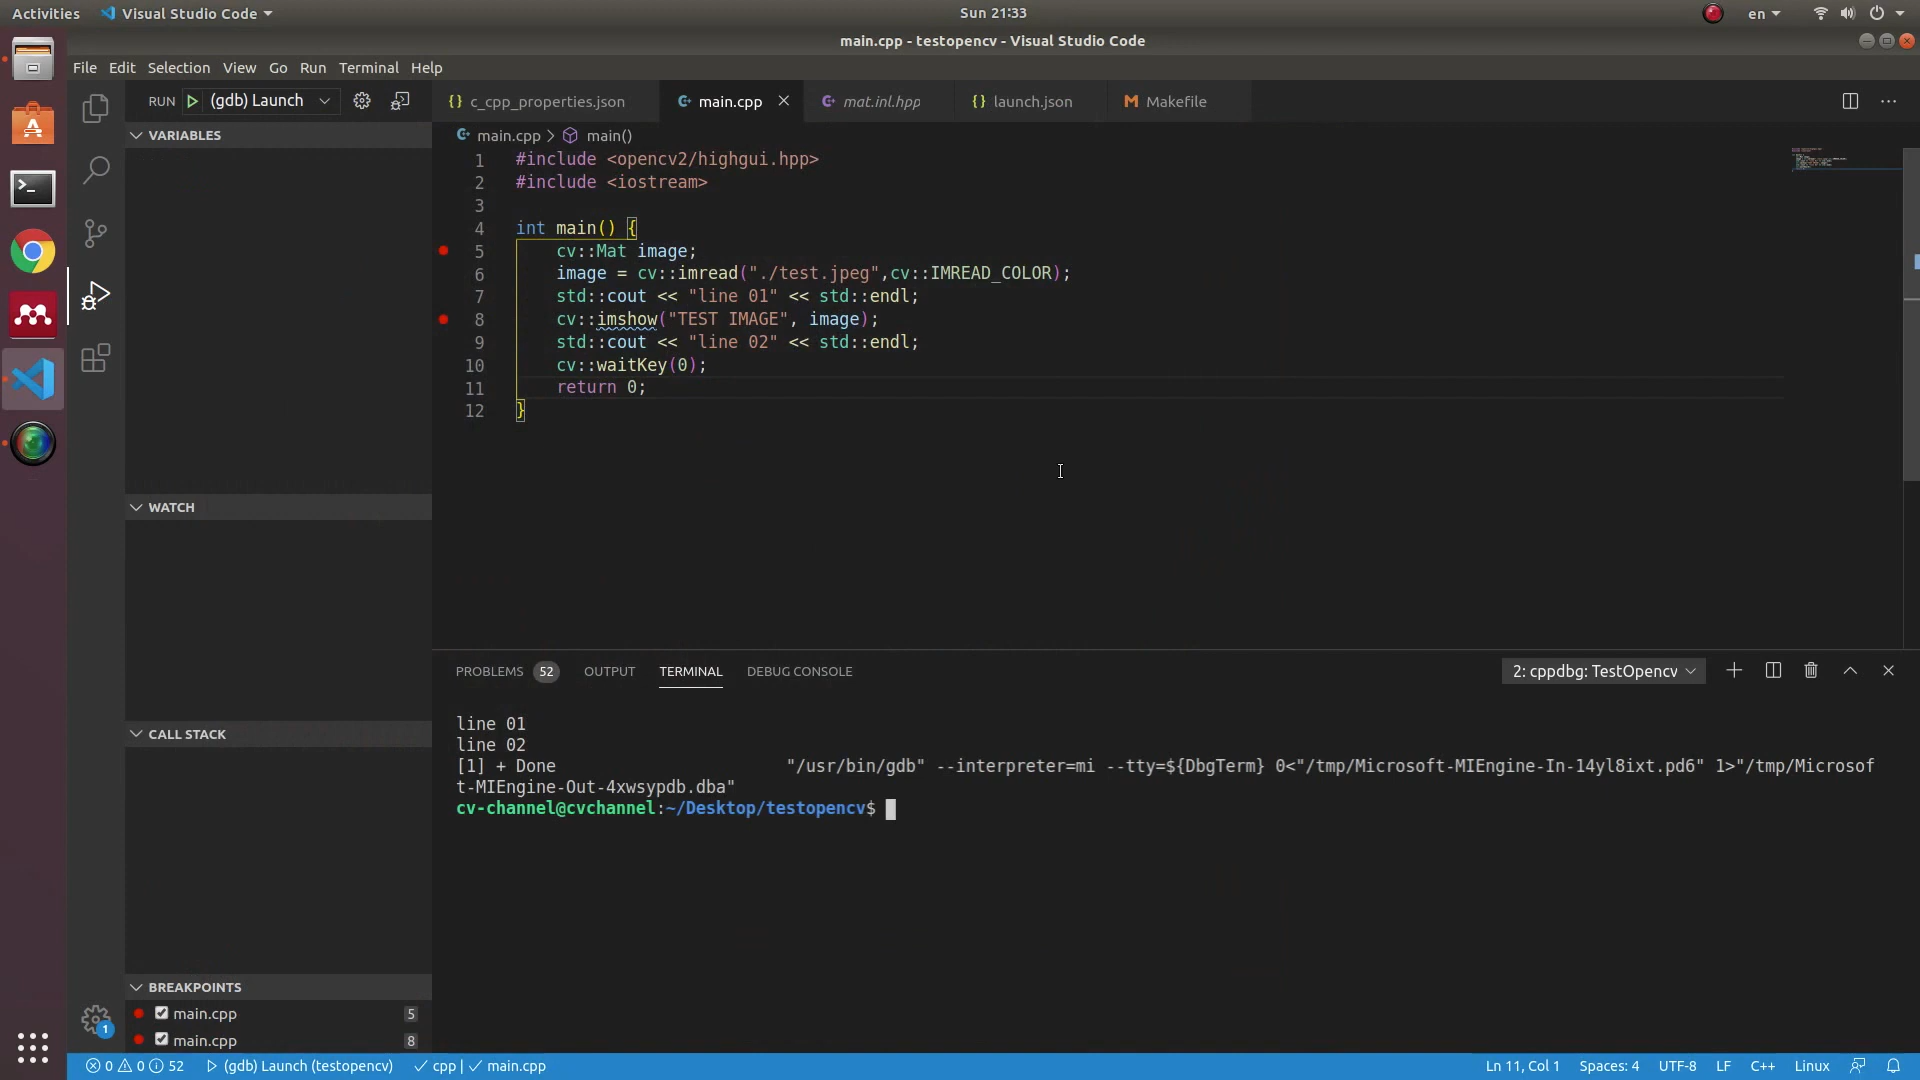 Activities Visual Studio Code Sun 21:33 en
main.cpp - testopencv - Visual Studio Code
File Edit Selection View Go Run Terminal Help
RUN (gdb) Launch {} c_cpp_properties.json main.cpp mat.inl.hpp {} launch.json Makefile
VARIABLES
main.cpp > main()
1 #include <opencv2/highgui.hpp>
2 #include <iostream>
3
4 int main() {
5 cv::Mat image;
6 image = cv::imread("./test.jpeg",cv::IMREAD_COLOR);
7 std::cout << "line 01" << std::endl;
8 cv::imshow("TEST IMAGE", image);
9 std::cout << "line 02" << std::endl;
10 cv::waitKey(0);
11 return 0;
12 }
WATCH
CALL STACK
BREAKPOINTS
main.cpp 5
main.cpp 8
1
PROBLEMS 52 OUTPUT TERMINAL DEBUG CONSOLE 2: cppdbg: TestOpencv
line 01
line 02
[1] + Done "/usr/bin/gdb" --interpreter=mi --tty=${DbgTerm} 0<"/tmp/Microsoft-MIEngine-In-14yl8ixt.pd6" 1>"/tmp/Microsof
t-MIEngine-Out-4xwsypdb.dba"
cv-channel@cvchannel:~/Desktop/testopencv$
0 0 52 (gdb) Launch (testopencv) cpp | main.cpp Ln 11, Col 1 Spaces: 4 UTF-8 LF C++ Linux